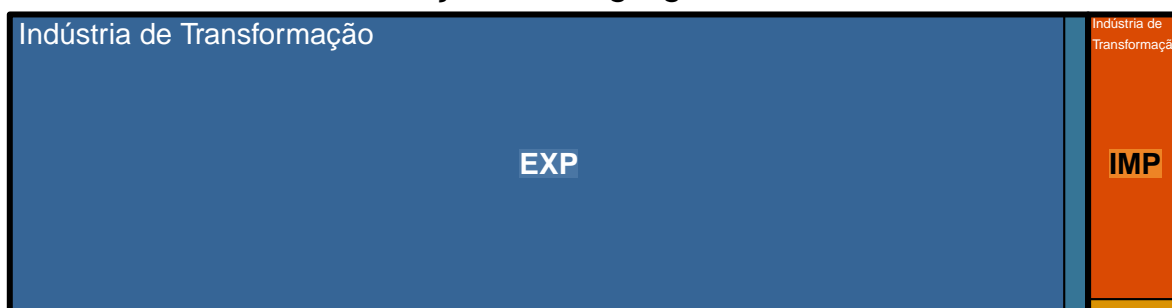 Indústria de Transformação
Indústria de
EXP
IMP